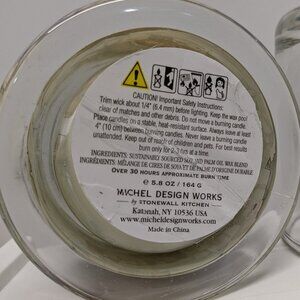 CAUTION! Important Safety Instructions:
Trim wick about 1/4" (6.4 mm) before lighting. Keep the wax pool
clear of matches and other debris. Do not move a burning candle.
Place candles on a stable, heat-resistant surface. Always leave at least
4" (10 cm) between burning candles. Never leave a burning candle
unattended. Keep out of reach of children and pets. For best results
burn only for 2-3 hrs at a time.
INGREDIENTS: SUSTAINABLY SOURCED SOY AND PALM OIL WAX BLEND
INGRÉDIENTS: MÉLANGE DE CIRES DE SOYA ET DE PALME D'ORIGINE DURABLE
OVER 30 HOURS APPROXIMATE BURN TIME
℮ 5.8 OZ / 164 G
MICHEL DESIGN WORKS
by STONEWALL KITCHEN
Katonah, NY 10536 USA
www.micheldesignworks.com
Made in China